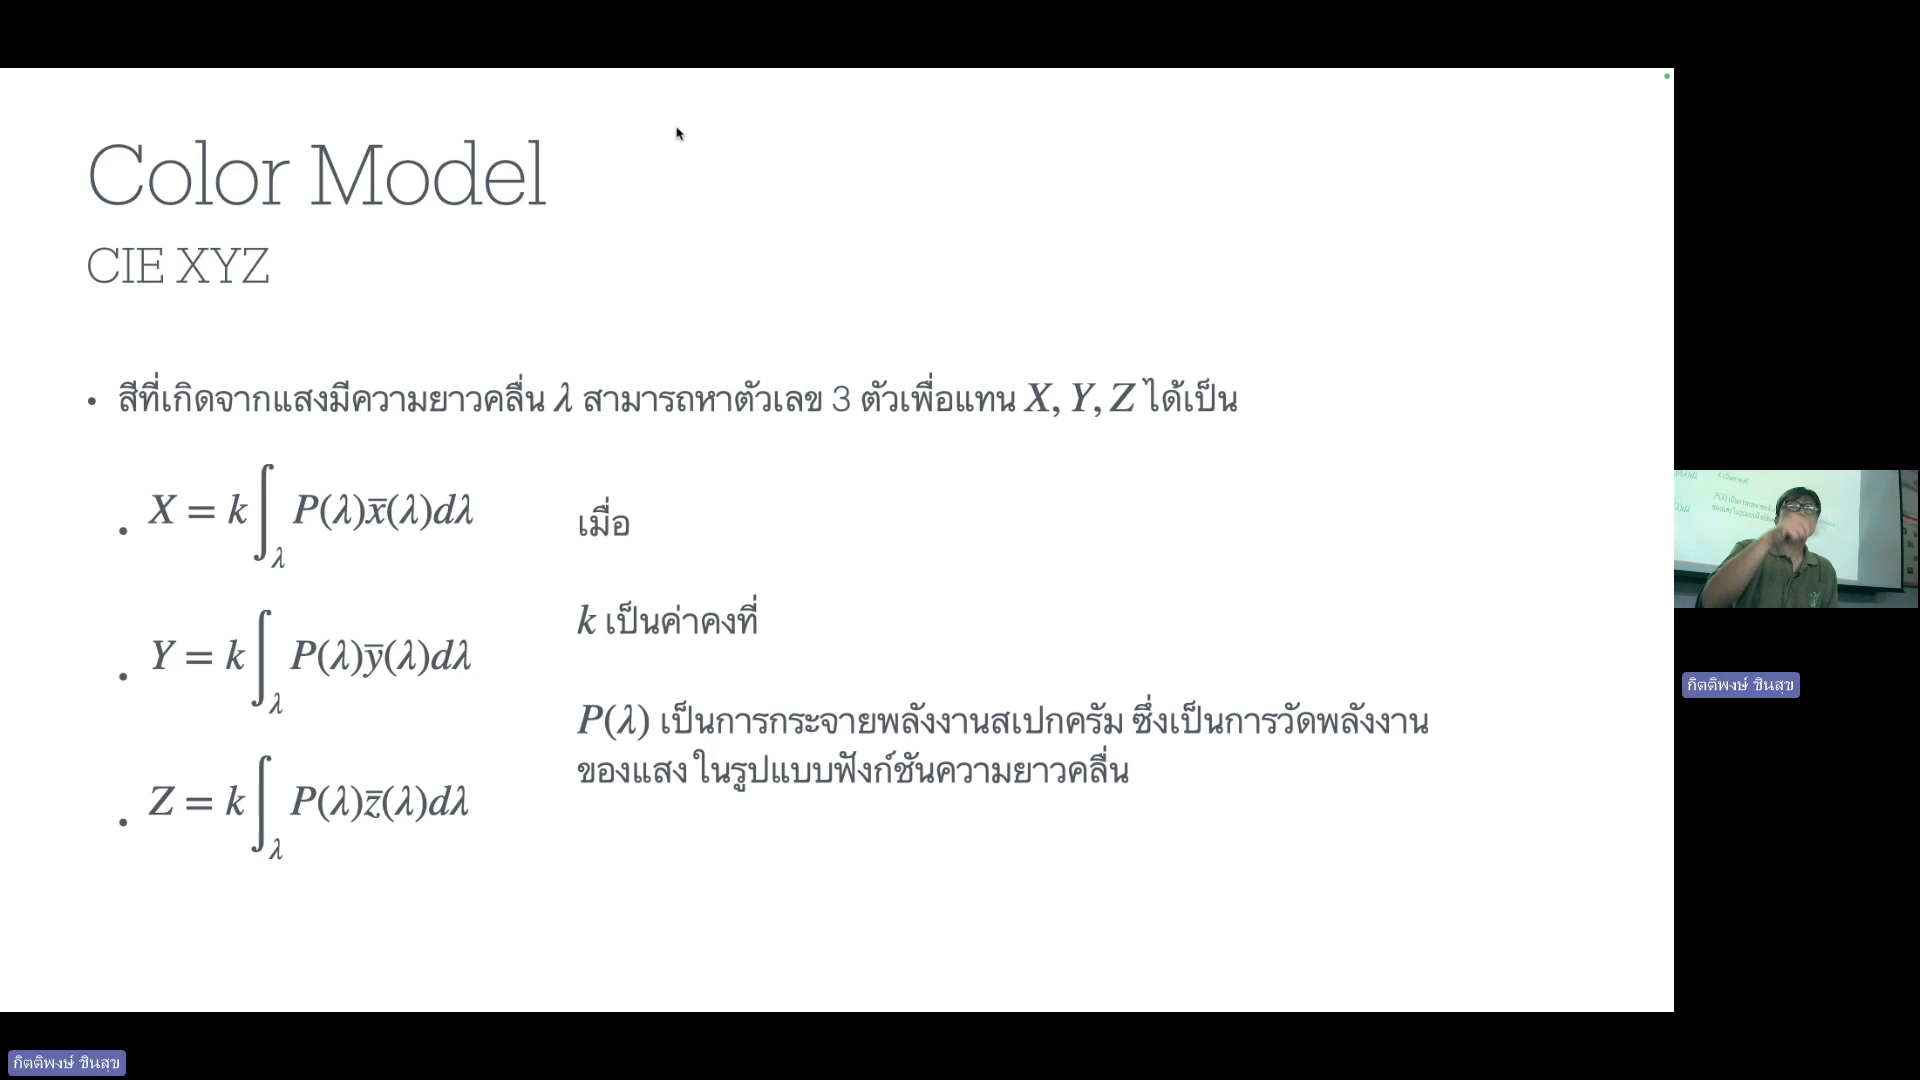 Color Model
CIE XYZ
• สีที่เกิดจากแสงมีความยาวคลื่น λ สามารถหาตัวเลข 3 ตัวเพื่อแทน X, Y, Z ได้เป็น
• X = k∫λ P(λ)x̅(λ)dλ
เมื่อ
k เป็นค่าคงที่
• Y = k∫λ P(λ)y̅(λ)dλ
P(λ) เป็นการกระจายพลังงานสเปกครัม ซึ่งเป็นการวัดพลังงาน
ของแสง ในรูปแบบฟังก์ชันความยาวคลื่น
• Z = k∫λ P(λ)z̅(λ)dλ
กิตติพงษ์ ชินสุข
กิตติพงษ์ ชินสุข